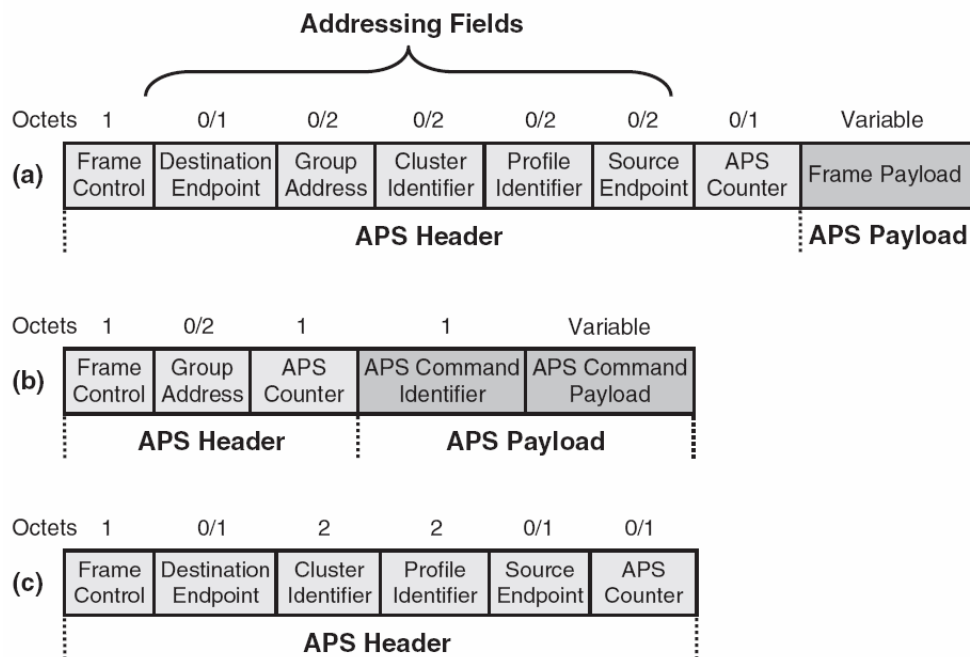 Addressing Fields
Octets 1 0/1 0/2 0/2 0/2 0/2 0/1 Variable
(a) Frame Control Destination Endpoint Group Address Cluster Identifier Profile Identifier Source Endpoint APS Counter Frame Payload
APS Header APS Payload
Octets 1 0/2 1 1 Variable
(b) Frame Control Group Address APS Counter APS Command Identifier APS Command Payload
APS Header APS Payload
Octets 1 0/1 2 2 0/1 0/1
(c) Frame Control Destination Endpoint Cluster Identifier Profile Identifier Source Endpoint APS Counter
APS Header